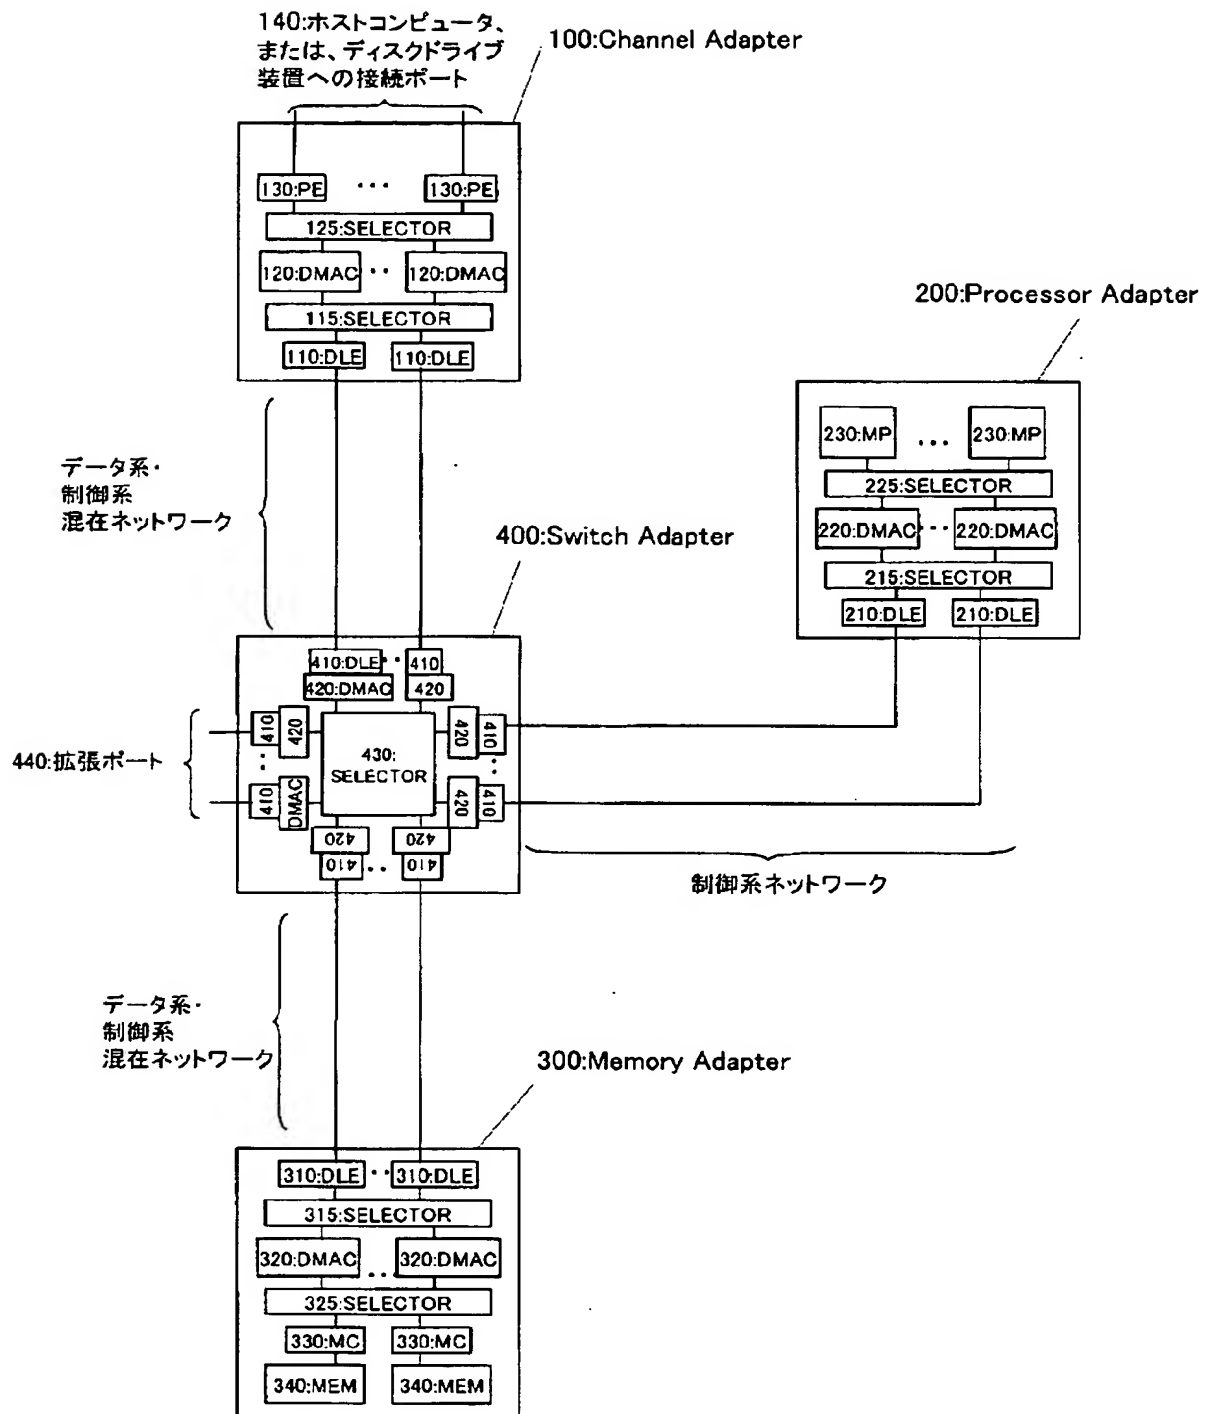 140:ホストコンピュータ、
または、ディスクドライブ
装置への接続ポート
100:Channel Adapter
130:PE ・・・ 130:PE
125:SELECTOR
120:DMAC ・・ 120:DMAC
115:SELECTOR
110:DLE 110:DLE
200:Processor Adapter
230:MP ・・・ 230:MP
225:SELECTOR
220:DMAC ・・・ 220:DMAC
215:SELECTOR
210:DLE 210:DLE
データ系・
制御系
混在ネットワーク
400:Switch Adapter
410:DLE ・・ 410
420:DMAC 420
410 420
420 410
430:
SELECTOR
440:拡張ポート
410 DMAC
420 410
420 420
410 ・・ 410
制御系ネットワーク
データ系・
制御系
混在ネットワーク
300:Memory Adapter
310:DLE ・・ 310:DLE
315:SELECTOR
320:DMAC ・・・ 320:DMAC
325:SELECTOR
330:MC 330:MC
340:MEM 340:MEM